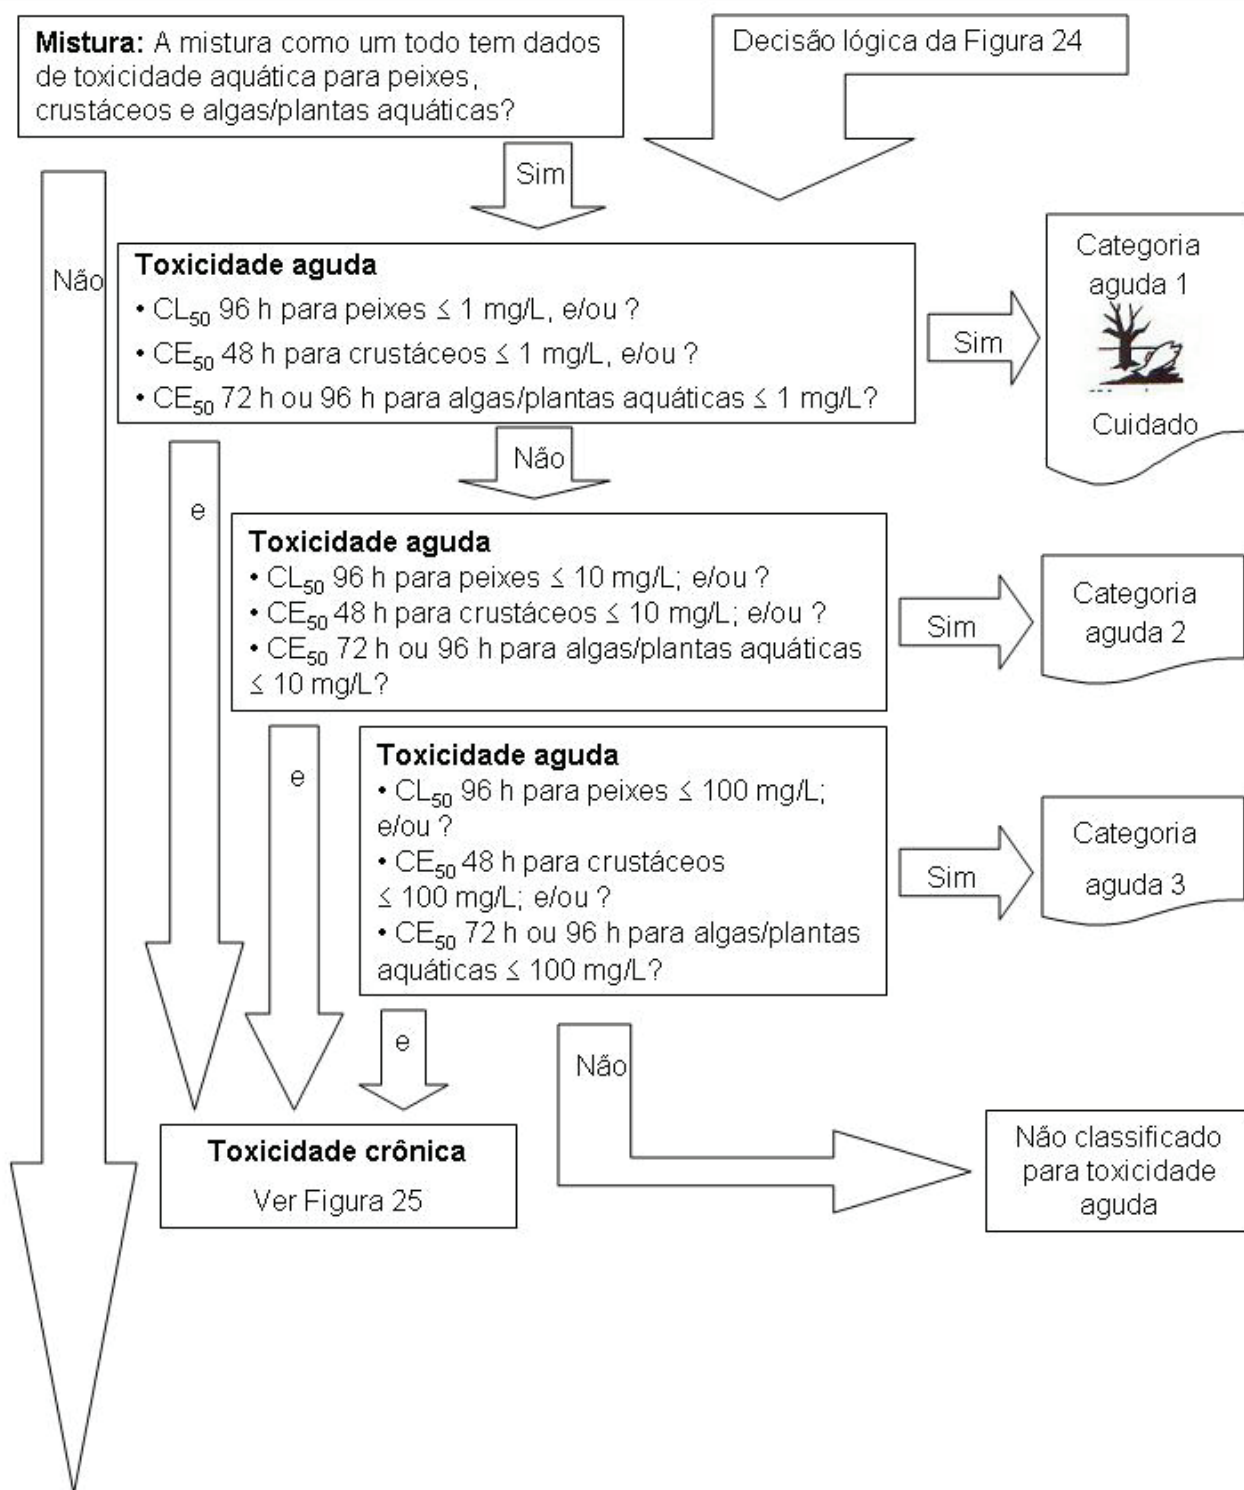 Mistura: A mistura como um todo tem dados
de toxicidade aquática para peixes,
crustáceos e algas/plantas aquáticas?
Decisão lógica da Figura 24
Sim
Não
Toxicidade aguda
• CL50 96 h para peixes ≤ 1 mg/L, e/ou ?
• CE50 48 h para crustáceos ≤ 1 mg/L, e/ou ?
• CE50 72 h ou 96 h para algas/plantas aquáticas ≤ 1 mg/L?
Sim
Categoria
aguda 1
Cuidado
Não
e
Toxicidade aguda
• CL50 96 h para peixes ≤ 10 mg/L; e/ou ?
• CE50 48 h para crustáceos ≤ 10 mg/L; e/ou ?
• CE50 72 h ou 96 h para algas/plantas aquáticas
≤ 10 mg/L?
Sim
Categoria
aguda 2
e
Toxicidade aguda
• CL50 96 h para peixes ≤ 100 mg/L;
e/ou ?
• CE50 48 h para crustáceos
≤ 100 mg/L; e/ou ?
• CE50 72 h ou 96 h para algas/plantas
aquáticas ≤ 100 mg/L?
Sim
Categoria
aguda 3
e
Não
Toxicidade crônica
Ver Figura 25
Não classificado
para toxicidade
aguda